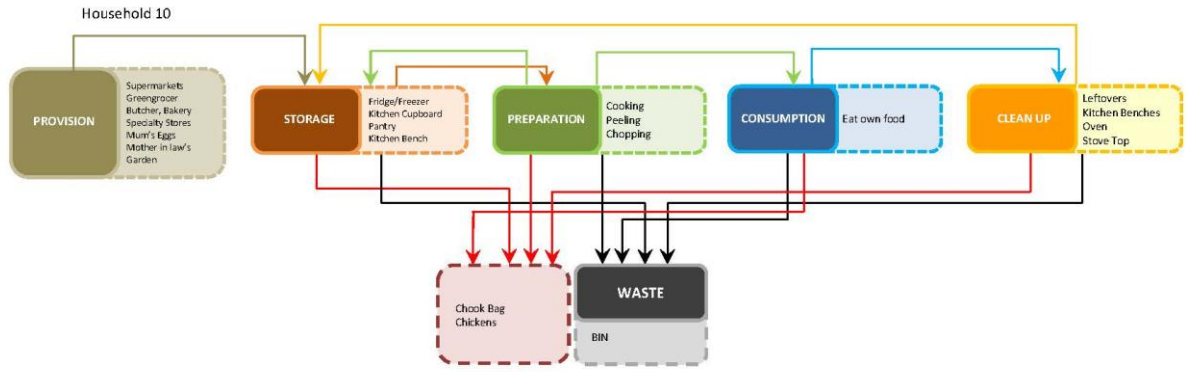 Household 10
PROVISION
Supermarkets
Greengrocer
Butcher, Bakery
Specialty Stores
Mum's Eggs
Mother in law's
Garden
STORAGE
Fridge/Freezer
Kitchen Cupboard
Pantry
Kitchen Bench
PREPARATION
Cooking
Peeling
Chopping
CONSUMPTION
Eat own food
CLEAN UP
Leftovers
Kitchen Benches
Oven
Stove Top
Chook Bag
Chickens
WASTE
BIN